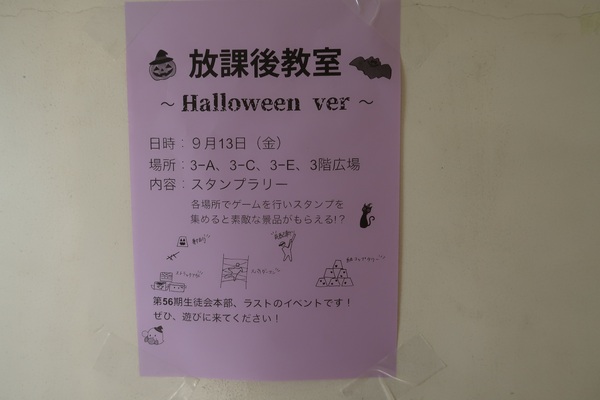 放課後教室
～ Halloween ver ～
日時：９月13日（金）
場所：3−A、3−C、3−E、3階広場
内容：スタンプラリー
各場所でゲームを行いスタンプを
集めると素敵な景品がもらえる!？
第56期生徒会本部、ラストのイベントです！
ぜひ、遊びに来てください！